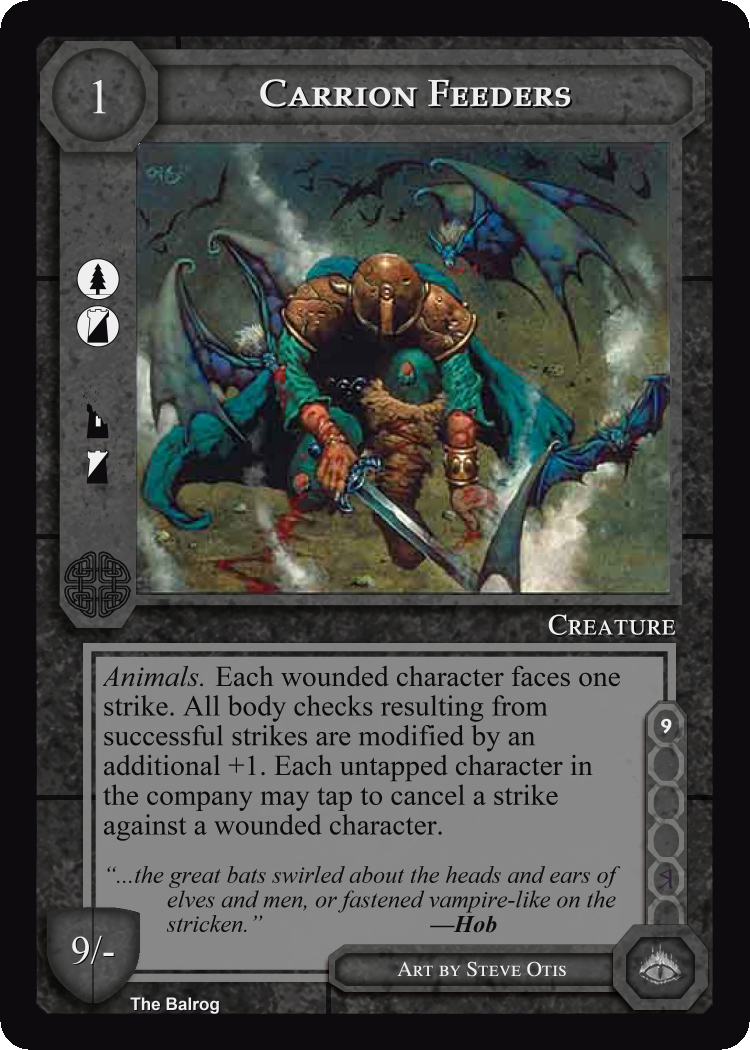 1
Carrion Feeders
Otis
Creature
Animals. Each wounded character faces one
strike. All body checks resulting from
successful strikes are modified by an
additional +1. Each untapped character in
the company may tap to cancel a strike
against a wounded character.
9
“...the great bats swirled about the heads and ears of
elves and men, or fastened vampire-like on the
stricken.” —Hob
9/-
Art by Steve Otis
The Balrog